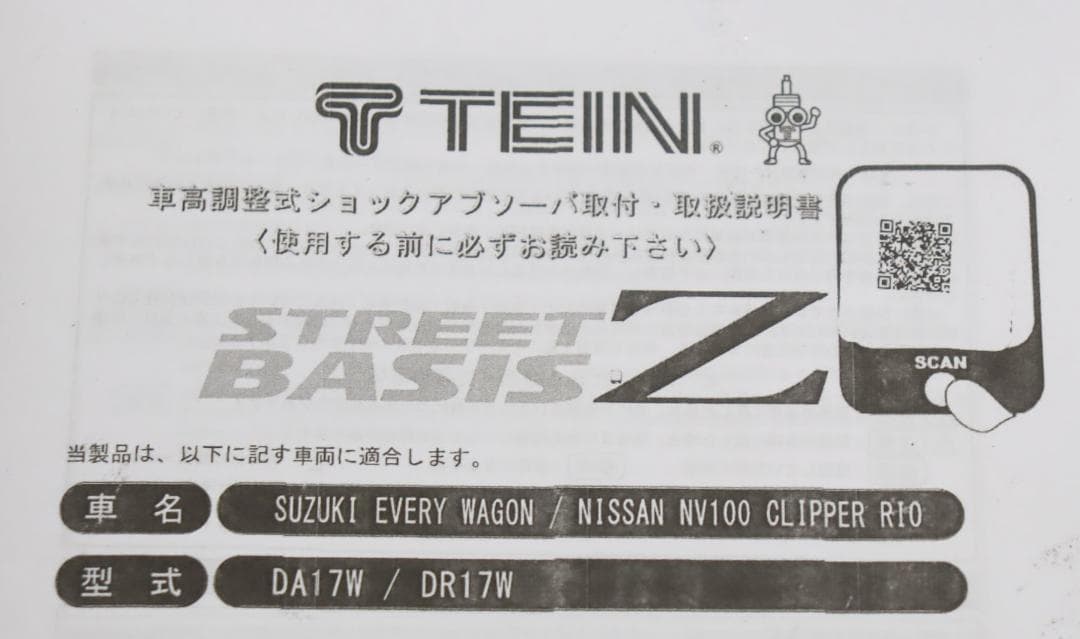 TEIN®
車高調整式ショックアブソーバ取付・取扱説明書
〈使用する前に必ずお読み下さい〉
STREET
BASIS Z
SCAN
当製品は、以下に記す車両に適合します。
車 名 SUZUKI EVERY WAGON / NISSAN NV100 CLIPPER RIO
型 式 DA17W / DR17W